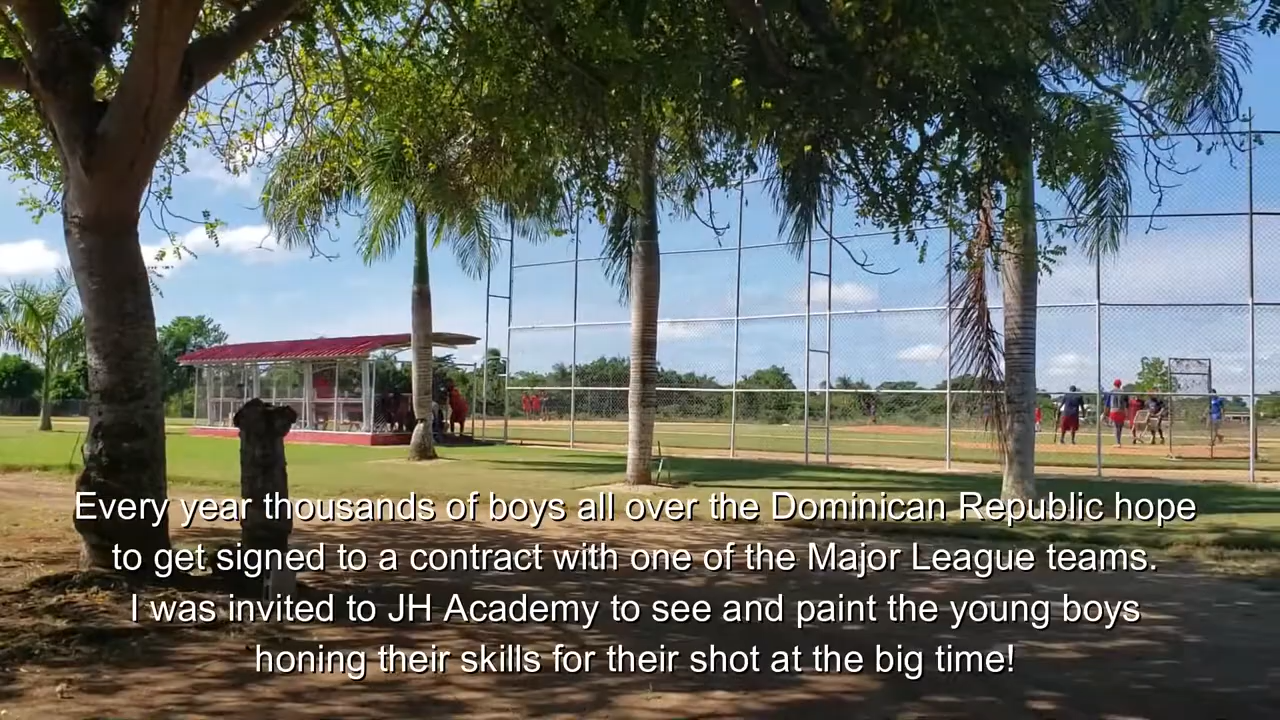 Every year thousands of boys all over the Dominican Republic hope
to get signed to a contract with one of the Major League teams.
I was invited to JH Academy to see and paint the young boys
honing their skills for their shot at the big time!